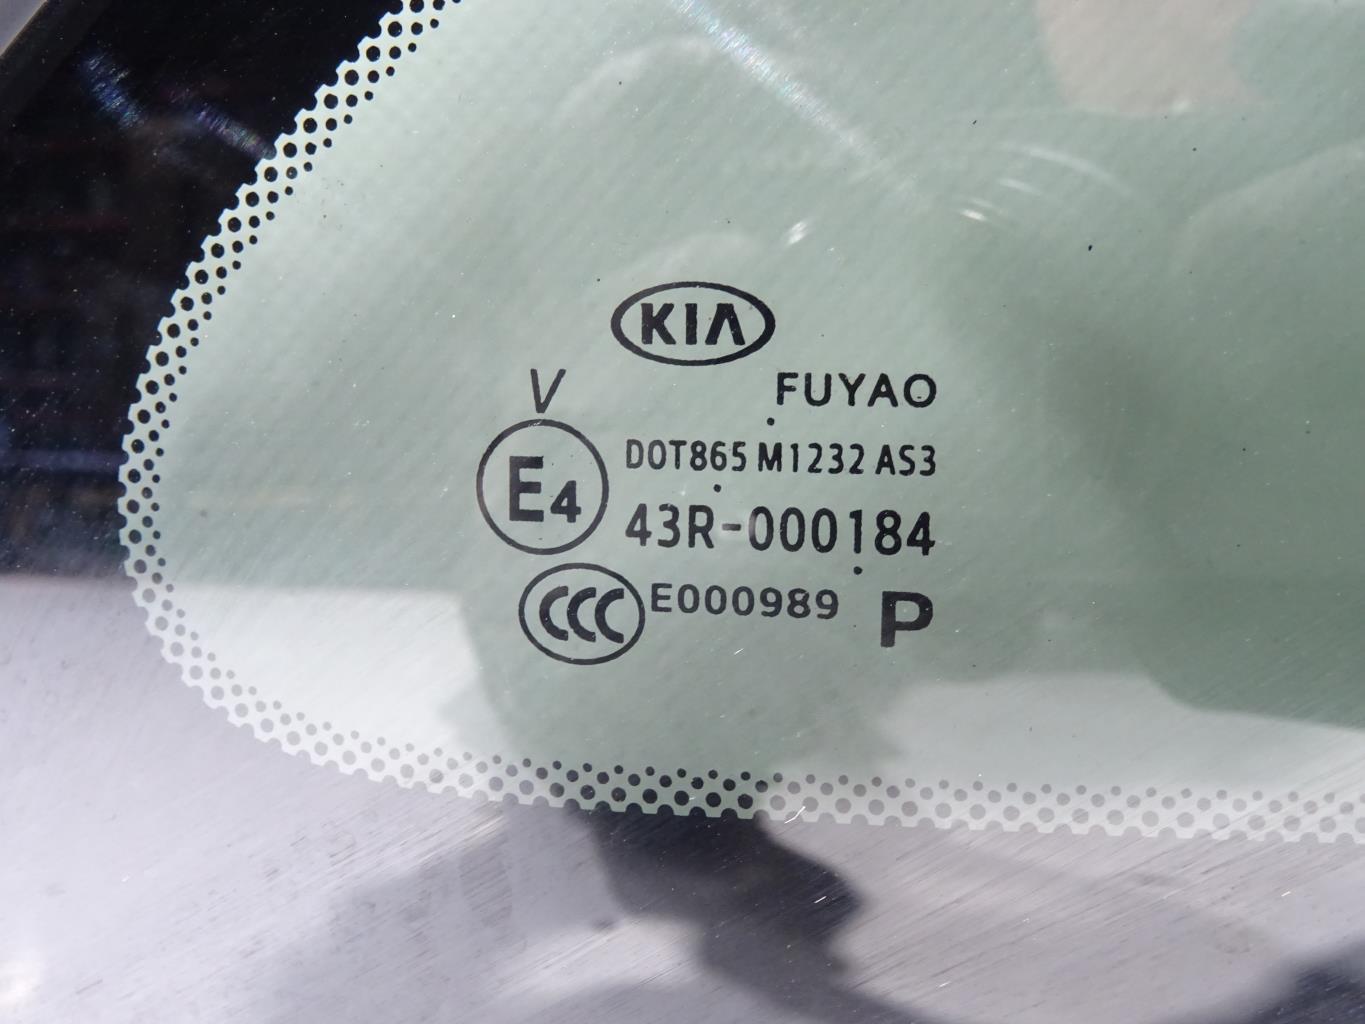 KIA
V
FUYAO
E4
DOT865 M1232 AS3
43R-000184
CCC
E000989
P